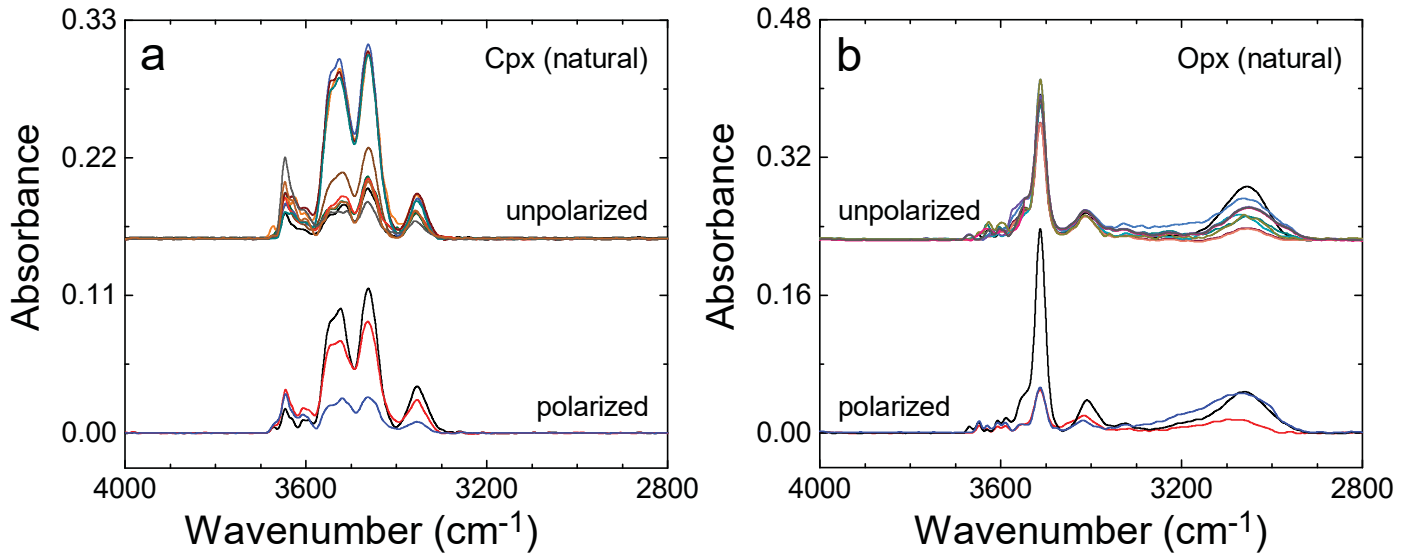 a
Cpx (natural)
unpolarized
polarized
0.33
0.22
0.11
0.00
Absorbance
4000
3600
3200
2800
Wavenumber (cm-1)
b
Opx (natural)
unpolarized
polarized
0.48
0.32
0.16
0.00
Absorbance
4000
3600
3200
2800
Wavenumber (cm-1)